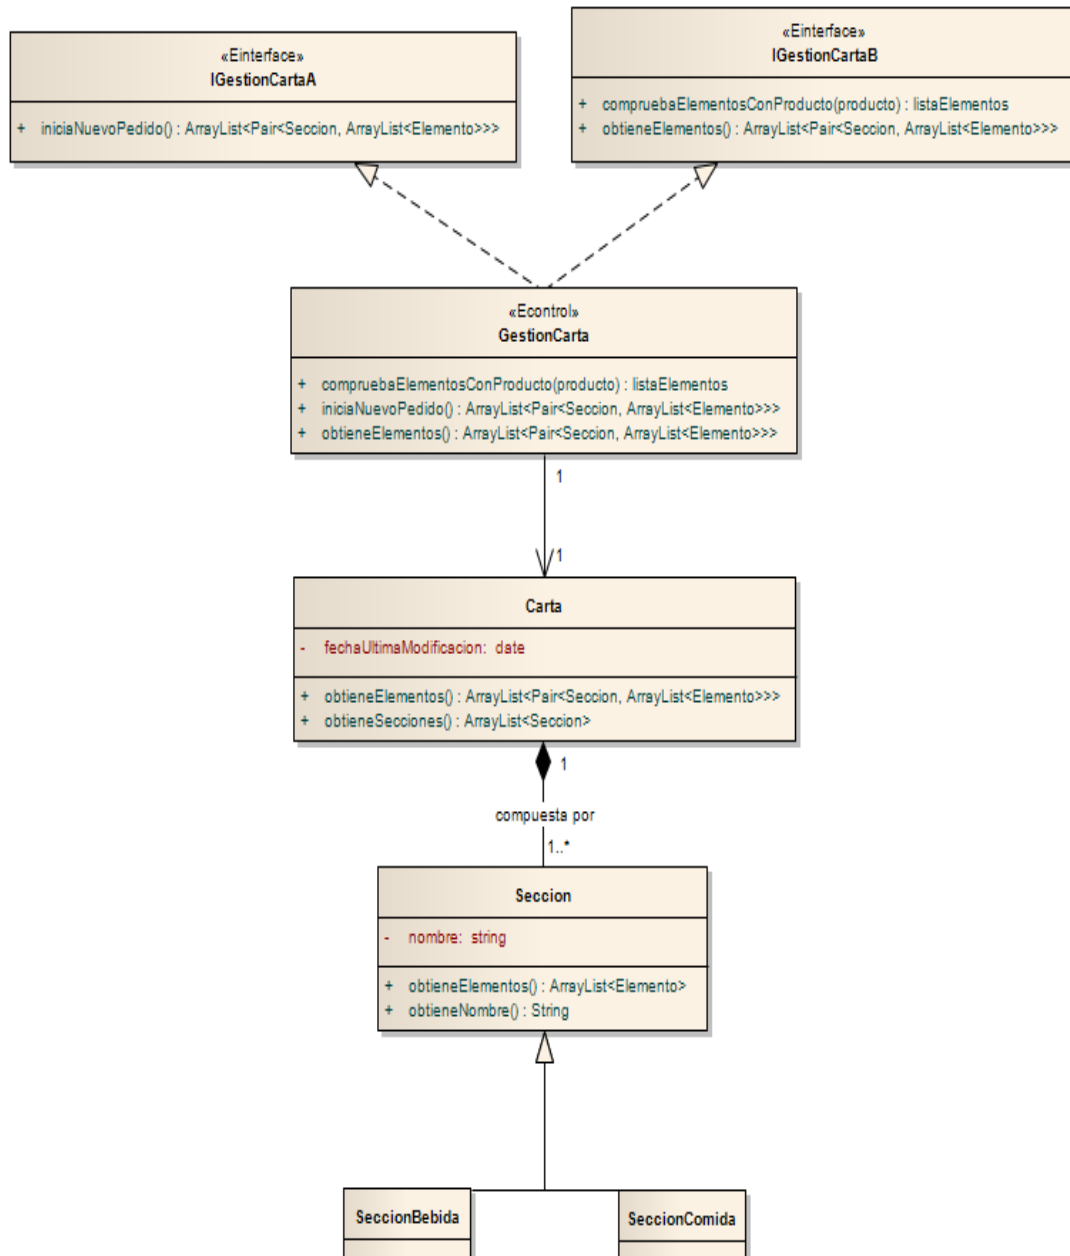 «Einterface»
IGestionCartaA
+ iniciaNuevoPedido() : ArrayList<Pair<Seccion, ArrayList<Elemento>>>
«Einterface»
IGestionCartaB
+ compruebaElementosConProducto(producto) : listaElementos
+ obtieneElementos() : ArrayList<Pair<Seccion, ArrayList<Elemento>>>
«Econtrol»
GestionCarta
+ compruebaElementosConProducto(producto) : listaElementos
+ iniciaNuevoPedido() : ArrayList<Pair<Seccion, ArrayList<Elemento>>>
+ obtieneElementos() : ArrayList<Pair<Seccion, ArrayList<Elemento>>>
1
1
Carta
- fechaUltimaModificacion: date
+ obtieneElementos() : ArrayList<Pair<Seccion, ArrayList<Elemento>>>
+ obtieneSecciones() : ArrayList<Seccion>
1
compuesta por
1..*
Seccion
- nombre: string
+ obtieneElementos() : ArrayList<Elemento>
+ obtieneNombre() : String
SeccionBebida
SeccionComida